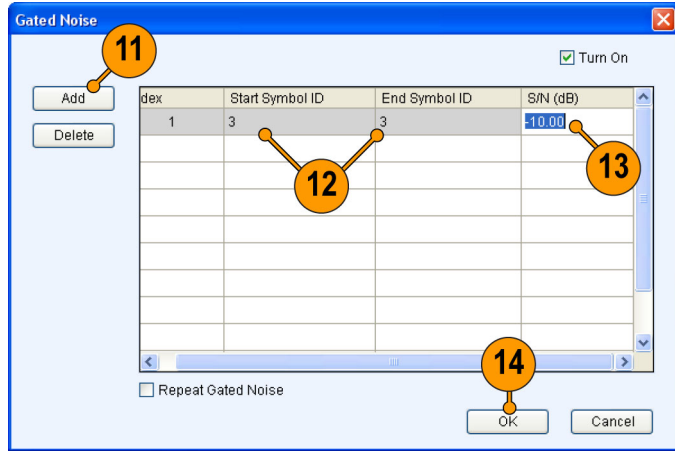 Gated Noise
11
Turn On
Add
Delete
dex Start Symbol ID End Symbol ID S/N (dB)
1 3 3 -10.00
12
13
14
Repeat Gated Noise
OK Cancel